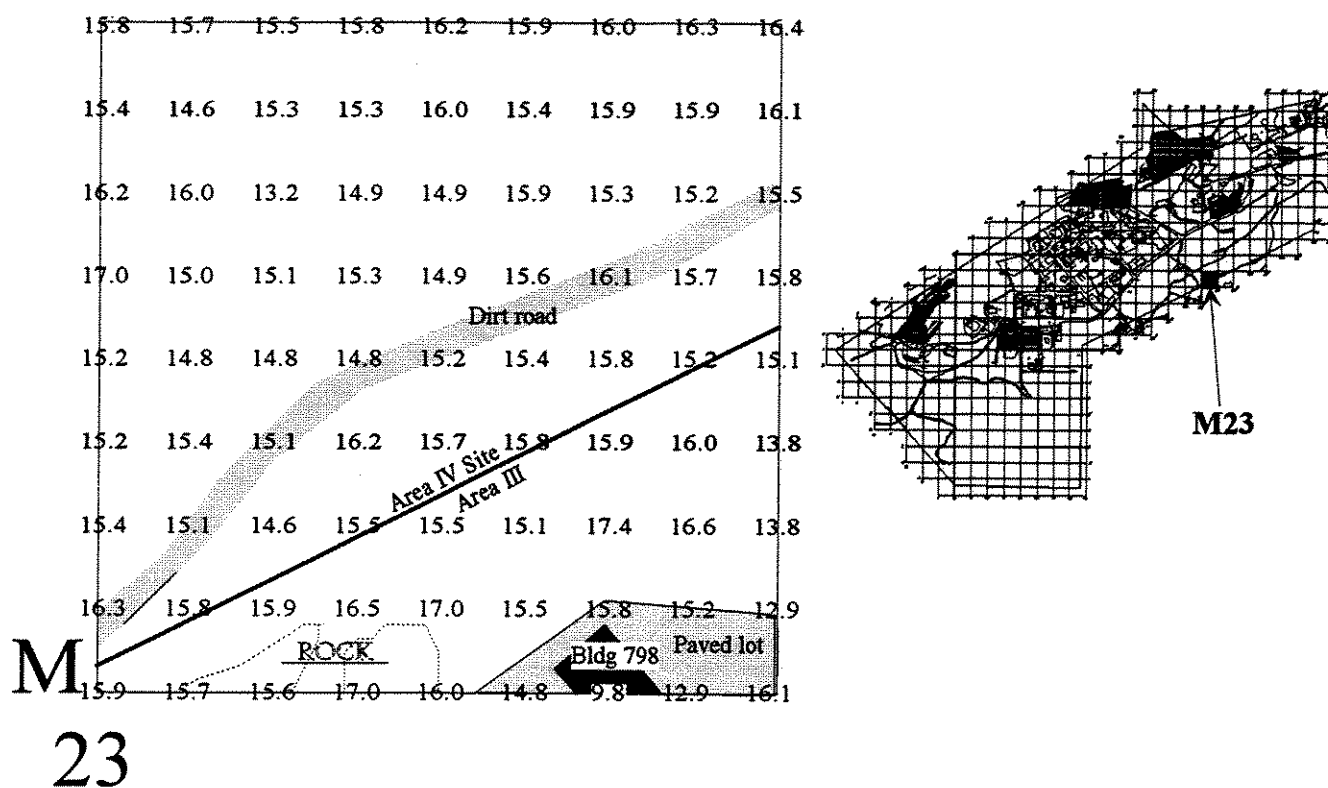 15.8 15.7 15.5 15.8 16.2 15.9 16.0 16.3 16.4
15.4 14.6 15.3 15.3 16.0 15.4 15.9 15.9 16.1
16.2 16.0 13.2 14.9 14.9 15.9 15.3 15.2 15.5
17.0 15.0 15.1 15.3 14.9 15.6 16.1 15.7 15.8
Dirt road
15.2 14.8 14.8 14.8 15.2 15.4 15.8 15.2 15.1
15.2 15.4 15.1 16.2 15.7 15.8 15.9 16.0 13.8
Area IV Site
Area III
15.4 15.1 14.6 15.5 15.5 15.1 17.4 16.6 13.8
16.3 15.8 15.9 16.5 17.0 15.5 15.8 15.2 12.9
ROCK
Bldg 798
Paved lot
M
15.9 15.7 15.6 17.0 16.0 14.8 9.8 12.9 16.1
23
M23